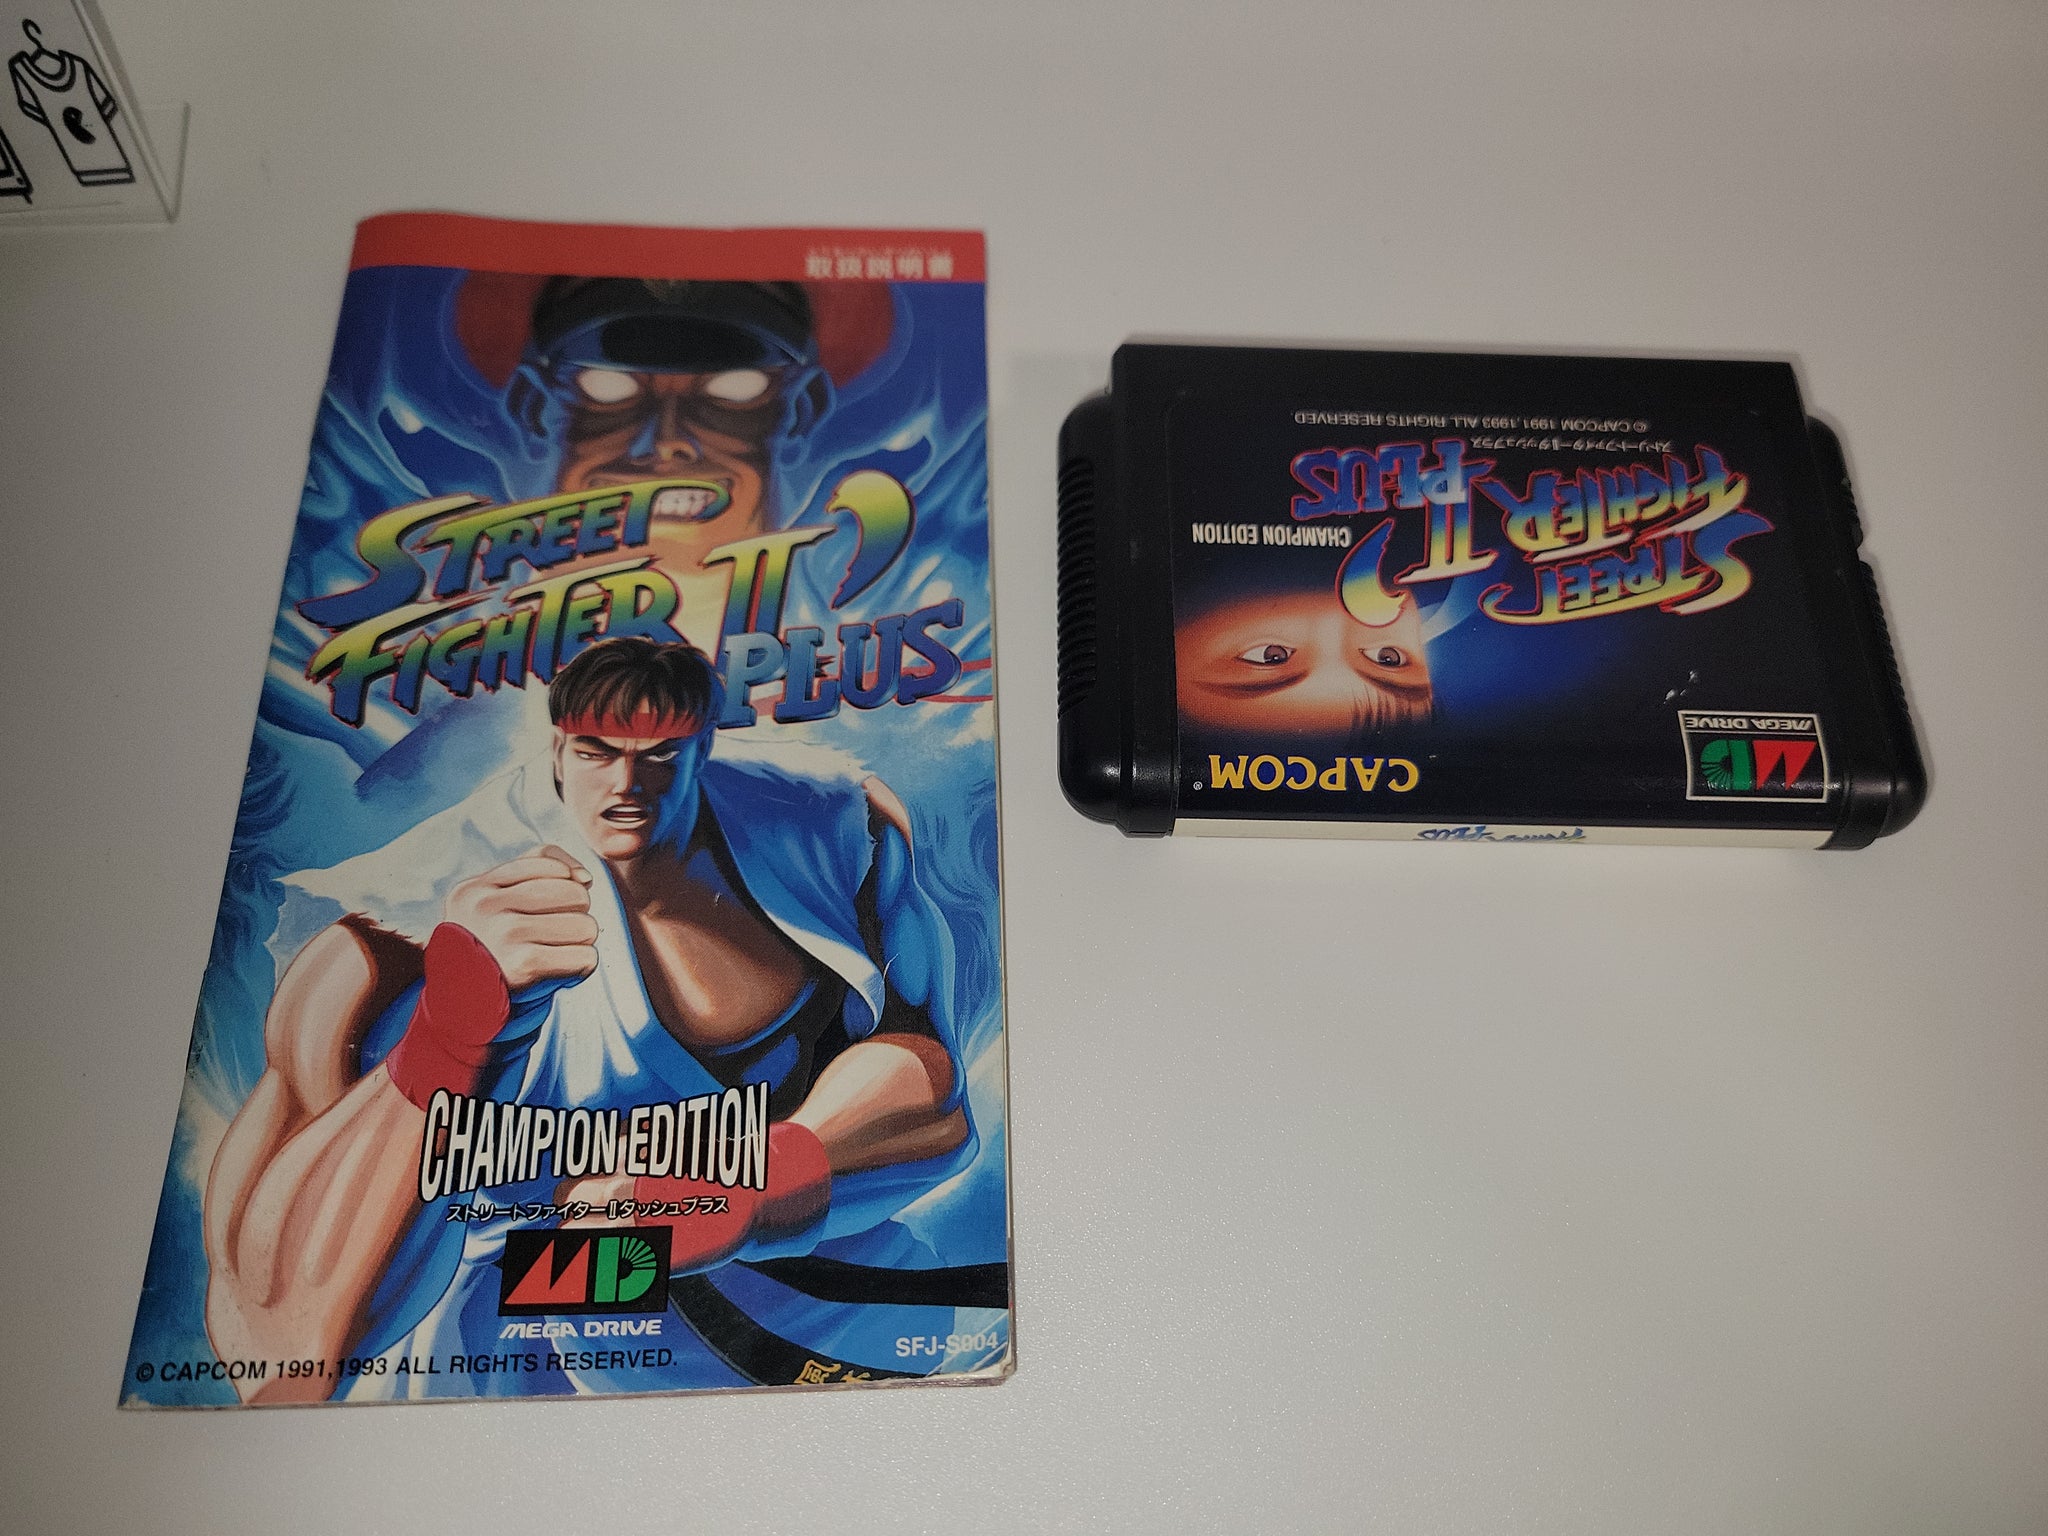 取扱説明書
STREET
FIGHTER II'
PLUS
CHAMPION EDITION
ストリートファイターⅡダッシュプラス
MD
MEGA DRIVE
© CAPCOM 1991,1993 ALL RIGHTS RESERVED.
SFJ-S004
MD
MEGA DRIVE
CAPCOM®
STREET
FIGHTER II'
PLUS
CHAMPION EDITION
ストリートファイターⅡダッシュプラス
© CAPCOM 1991,1993 ALL RIGHTS RESERVED.
PLUS